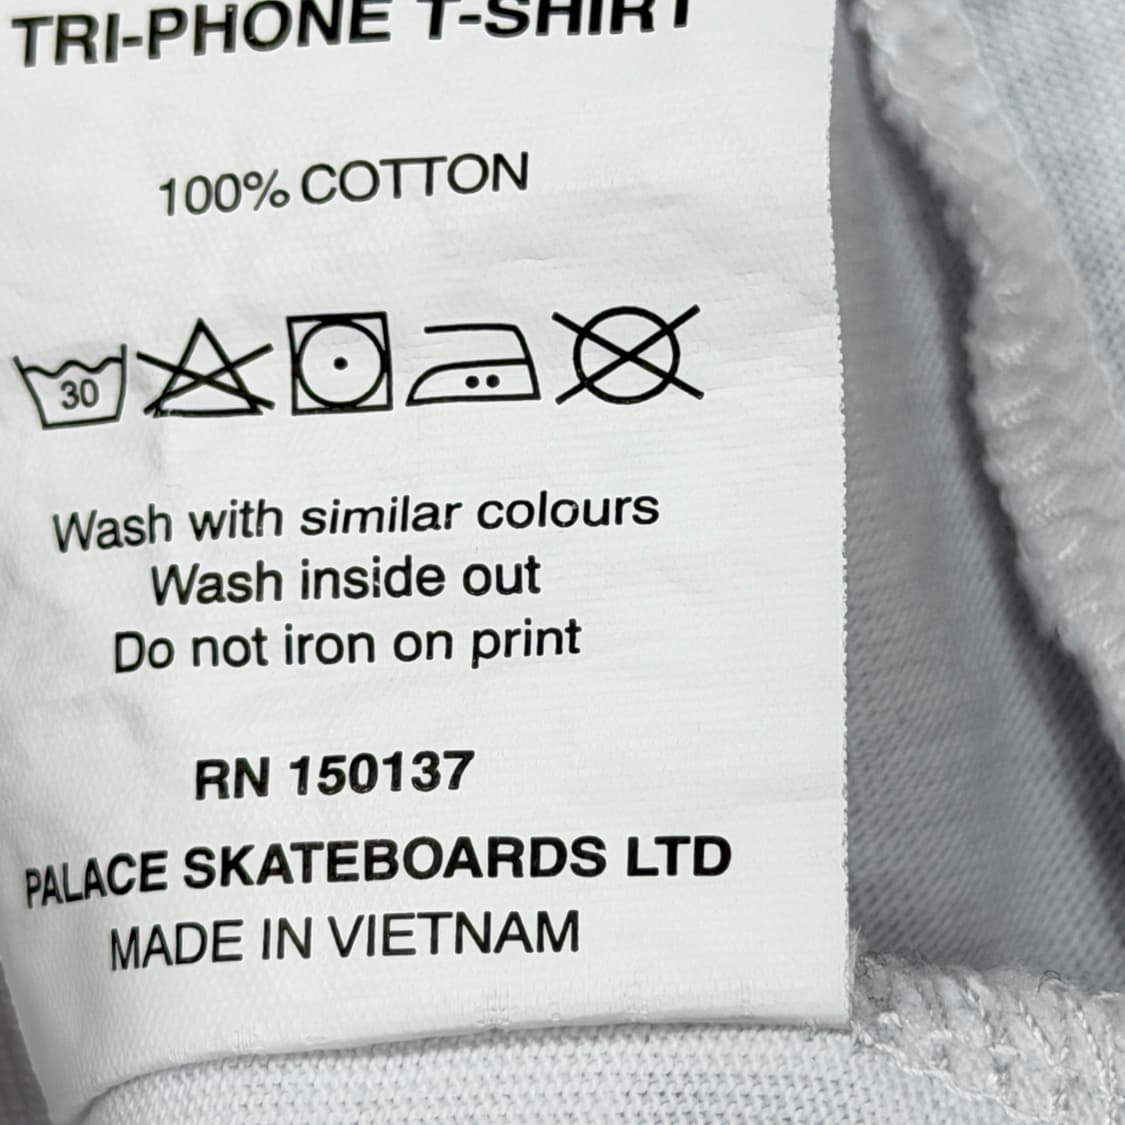 TRI-PHONE T-SHIRT
100% COTTON
30
Wash with similar colours
Wash inside out
Do not iron on print
RN 150137
PALACE SKATEBOARDS LTD
MADE IN VIETNAM